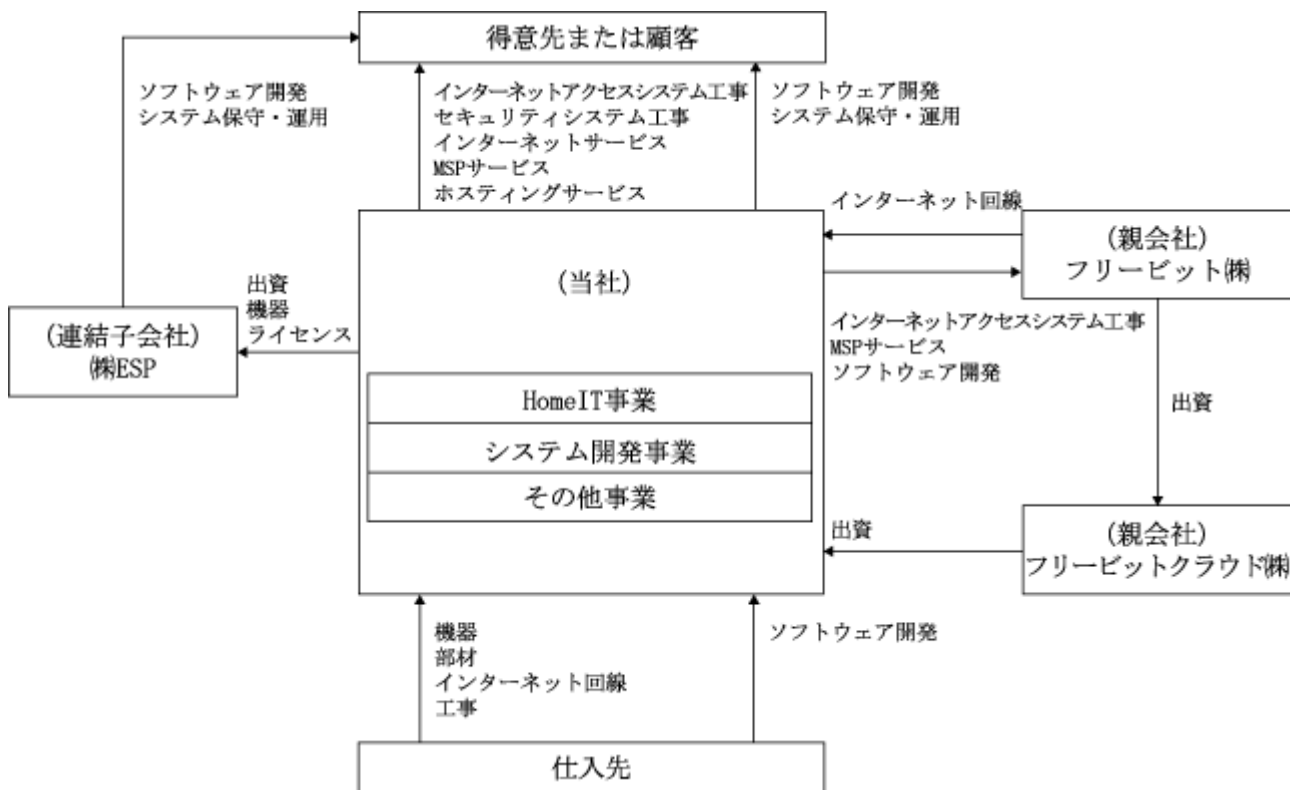 得意先または顧客
ソフトウェア開発
システム保守・運用
インターネットアクセスシステム工事
セキュリティシステム工事
インターネットサービス
MSPサービス
ホスティングサービス
ソフトウェア開発
システム保守・運用
インターネット回線
(親会社)
フリービット㈱
(当社)
出資
機器
ライセンス
(連結子会社)
㈱ESP
インターネットアクセスシステム工事
MSPサービス
ソフトウェア開発
HomeIT事業
システム開発事業
その他事業
出資
出資
(親会社)
フリービットクラウド㈱
機器
部材
インターネット回線
工事
ソフトウェア開発
仕入先